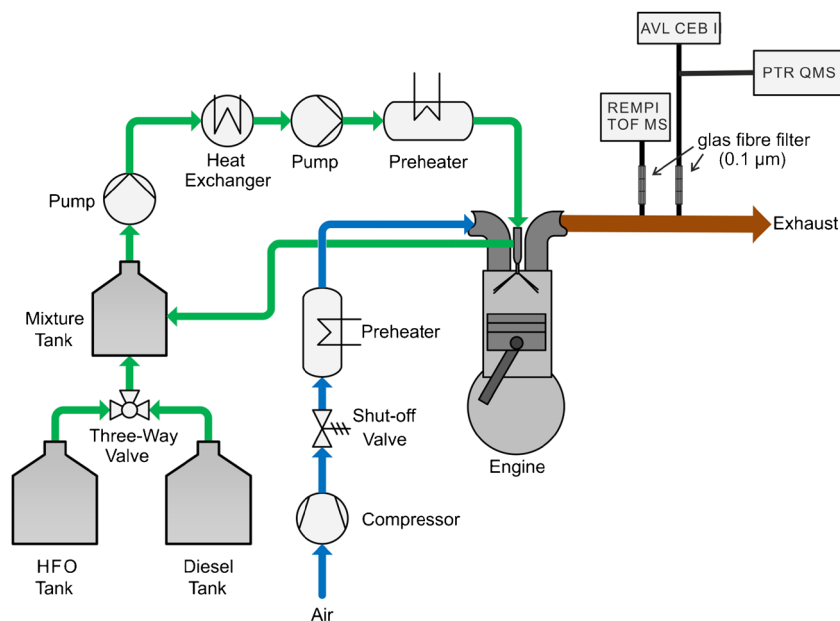 AVL CEB II
PTR QMS
REMPI
TOF MS
glas fibre filter
(0.1 µm)
Heat
Exchanger
Pump
Preheater
Pump
Exhaust
Mixture
Tank
Preheater
Three-Way
Valve
Shut-off
Valve
Engine
Compressor
HFO
Tank
Diesel
Tank
Air